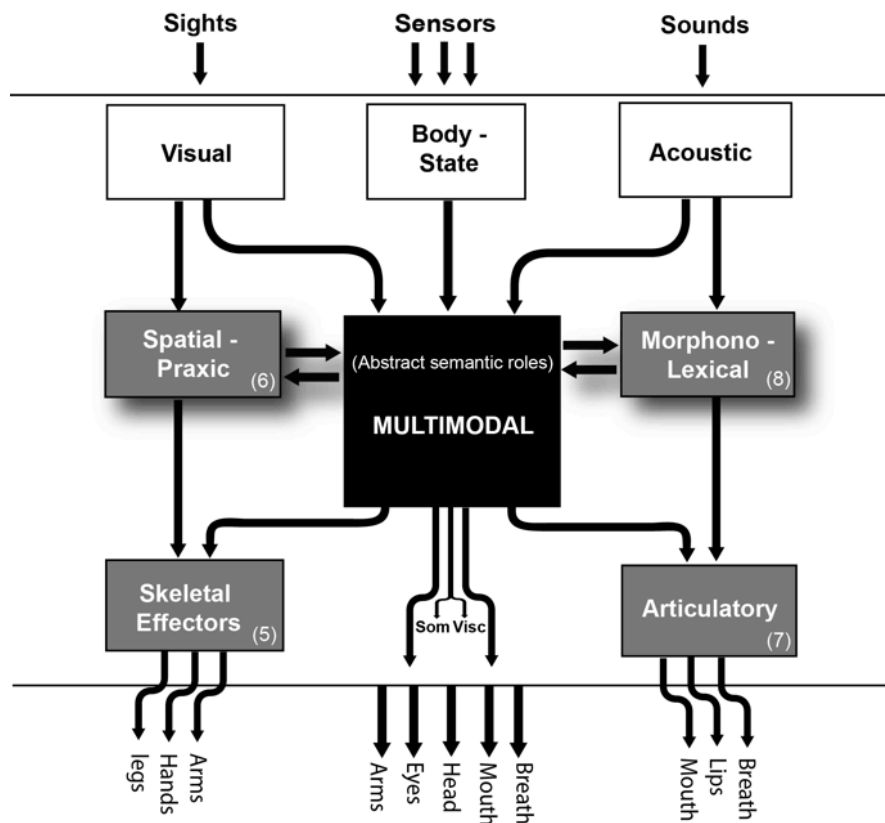 Sights
Sensors
Sounds
Visual
Body -
State
Acoustic
Spatial -
Praxic
(6)
(Abstract semantic roles)
MULTIMODAL
Morphono -
Lexical
(8)
Skeletal
Effectors
(5)
Som Visc
Articulatory
(7)
legs
Hands
Arms
Arms
Eyes
Head
Mouth
Breath
Mouth
Lips
Breath